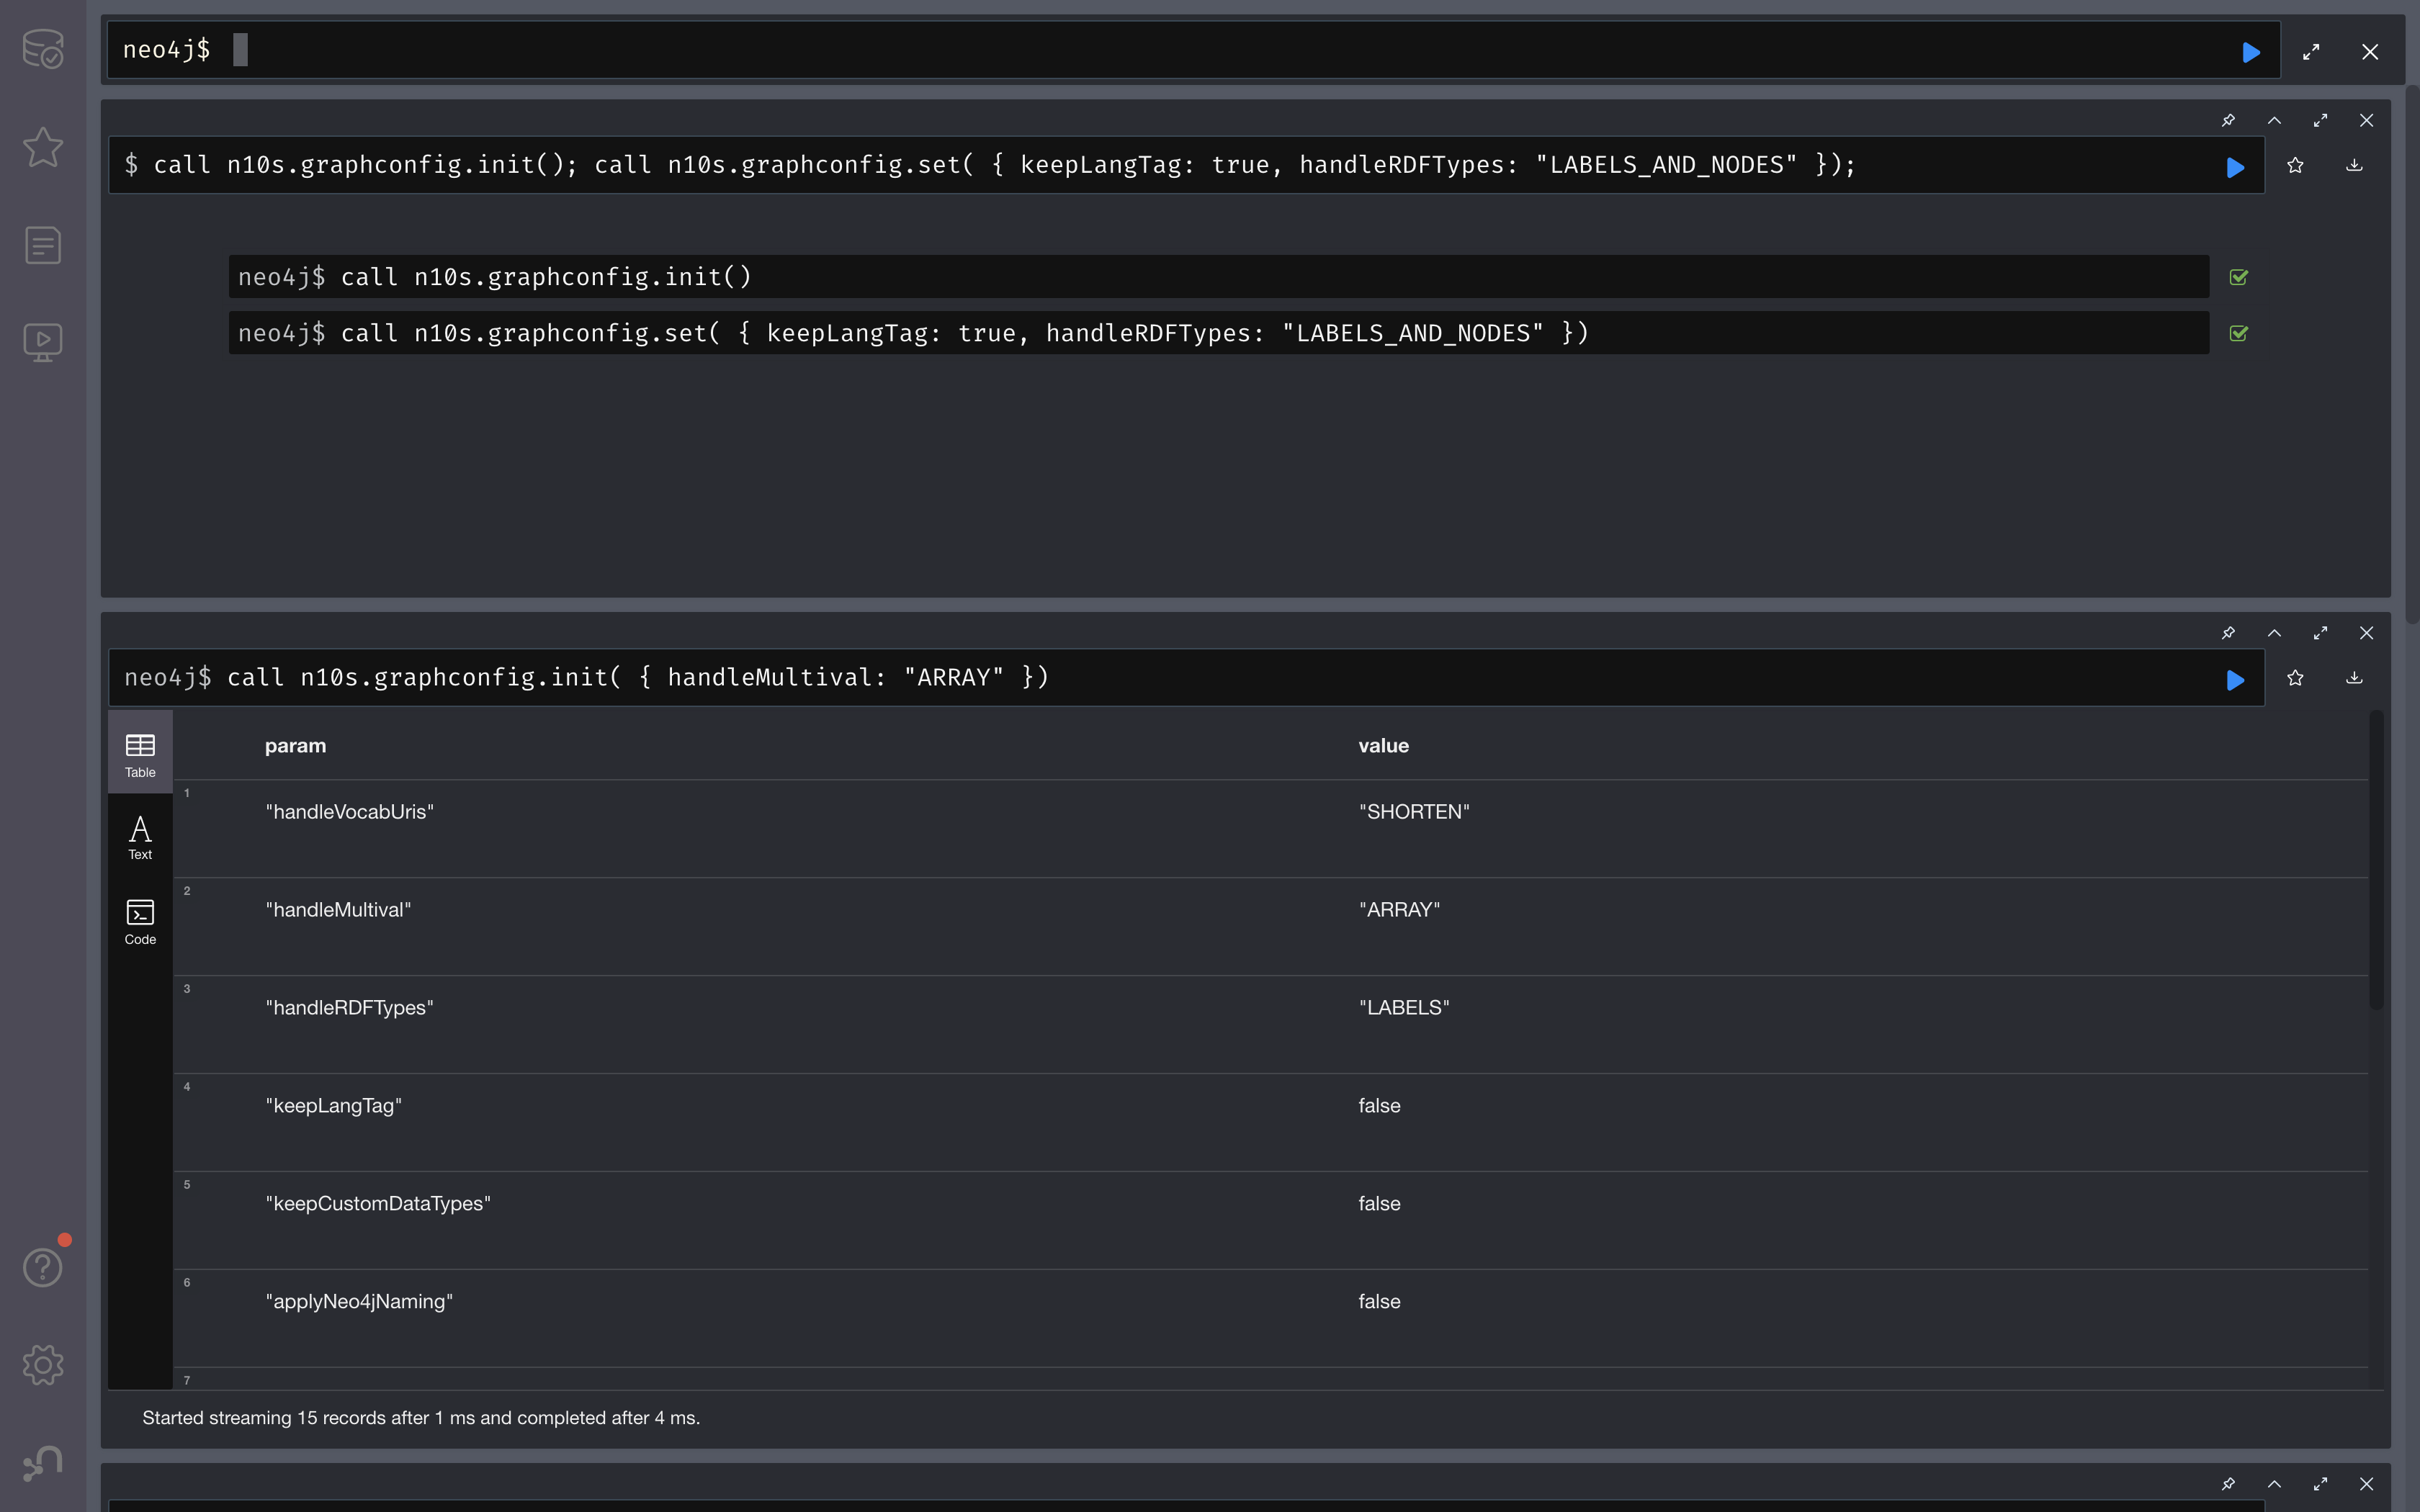 neo4j$
$ call n10s.graphconfig.init(); call n10s.graphconfig.set( { keepLangTag: true, handleRDFTypes: "LABELS_AND_NODES" });
neo4j$ call n10s.graphconfig.init()
neo4j$ call n10s.graphconfig.set( { keepLangTag: true, handleRDFTypes: "LABELS_AND_NODES" })
neo4j$ call n10s.graphconfig.init( { handleMultival: "ARRAY" })
Table
Text
Code
param value
1 "handleVocabUris" "SHORTEN"
2 "handleMultival" "ARRAY"
3 "handleRDFTypes" "LABELS"
4 "keepLangTag" false
5 "keepCustomDataTypes" false
6 "applyNeo4jNaming" false
7
Started streaming 15 records after 1 ms and completed after 4 ms.